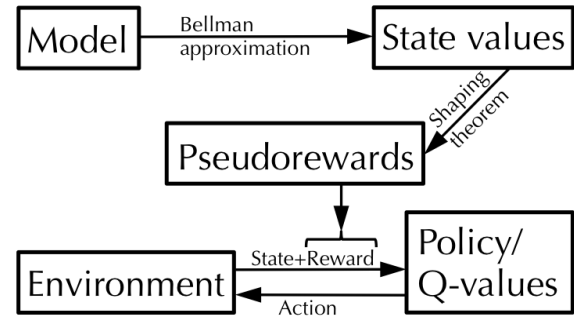 Model
Bellman
approximation
State values
Shaping
theorem
Pseudorewards
Environment
State+Reward
Action
Policy/
Q-values